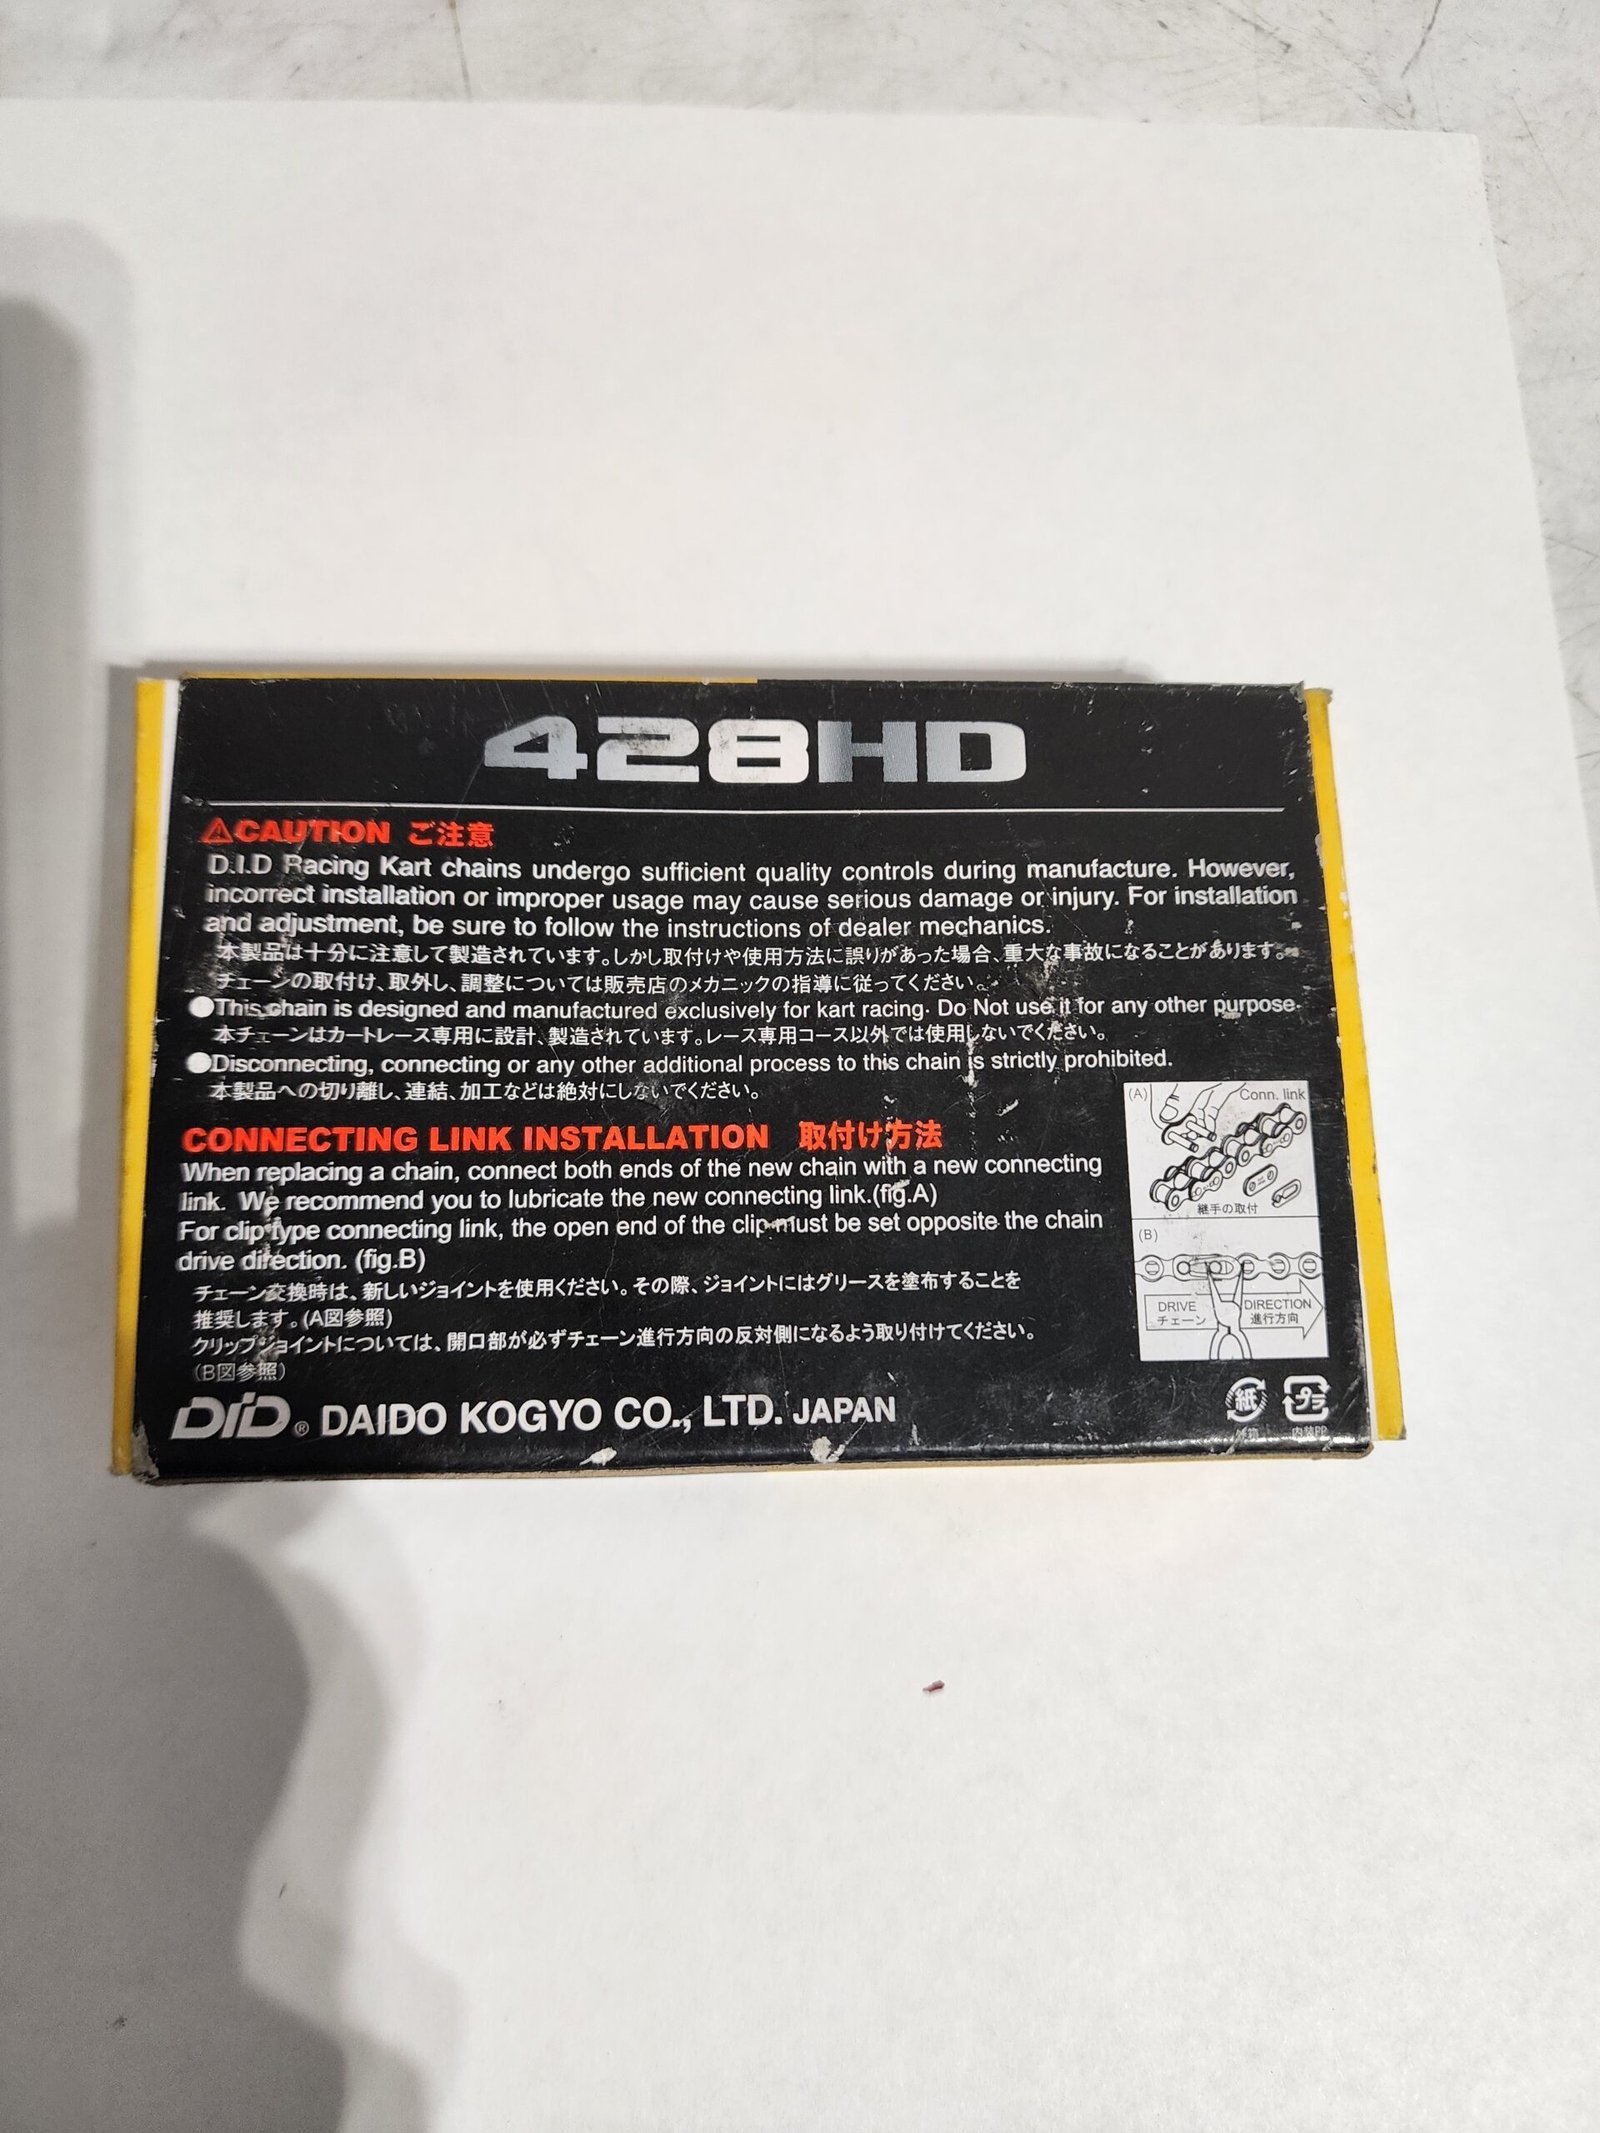 428HD
CAUTION ご注意
D.I.D Racing Kart chains undergo sufficient quality controls during manufacture. However,
incorrect installation or improper usage may cause serious damage or injury. For installation
and adjustment, be sure to follow the instructions of dealer mechanics.
本製品は十分に注意して製造されています。しかし取付けや使用方法に誤りがあった場合、重大な事故になることがあります。
チェーンの取付け、取外し、調整については販売店のメカニックの指導に従ってください。
●This chain is designed and manufactured exclusively for kart racing. Do Not use it for any other purpose.
本チェーンはカートレース専用に設計、製造されています。レース専用コース以外では使用しないでください。
●Disconnecting, connecting or any other additional process to this chain is strictly prohibited.
本製品への切り離し、連結、加工などは絶対にしないでください。
CONNECTING LINK INSTALLATION 取付け方法
When replacing a chain, connect both ends of the new chain with a new connecting
link. We recommend you to lubricate the new connecting link.(fig.A)
For clip type connecting link, the open end of the clip must be set opposite the chain
drive direction. (fig.B)
チェーン交換時は、新しいジョイントを使用ください。その際、ジョイントにはグリースを塗布することを
推奨します。(A図参照)
クリップジョイントについては、開口部が必ずチェーン進行方向の反対側になるよう取り付けてください。
(B図参照)
(A) Conn. link
継手の取付
(B)
DRIVE DIRECTION
チェーン 進行方向
DID® DAIDO KOGYO CO., LTD. JAPAN
紙 プラ
内装PP